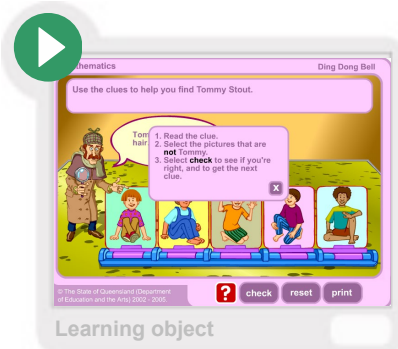 thematics
Ding Dong Bell
Use the clues to help you find Tommy Stout.
Tom
hair.
1. Read the clue.
2. Select the pictures that are
not Tommy.
3. Select check to see if you're
right, and to get the next
clue.
X
© The State of Queensland (Department
of Education and the Arts) 2002 - 2005.
?
check
reset
print
Learning object